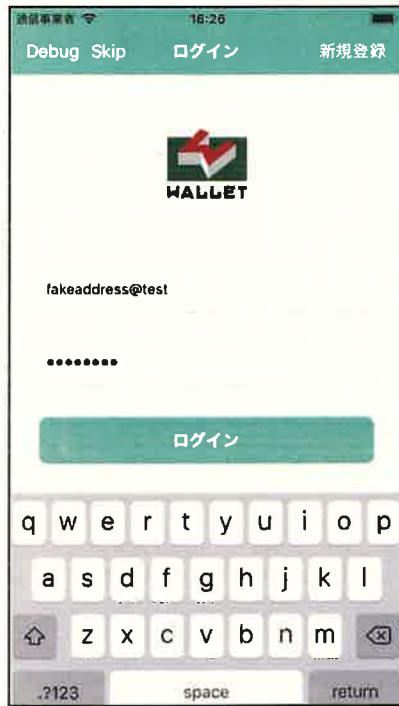 通信事業者 16:26
Debug Skip ログイン 新規登録
WALLET
fakeaddress@test
••••••••
ログイン
q w e r t y u i o p
a s d f g h j k l
z x c v b n m
.?123 space return